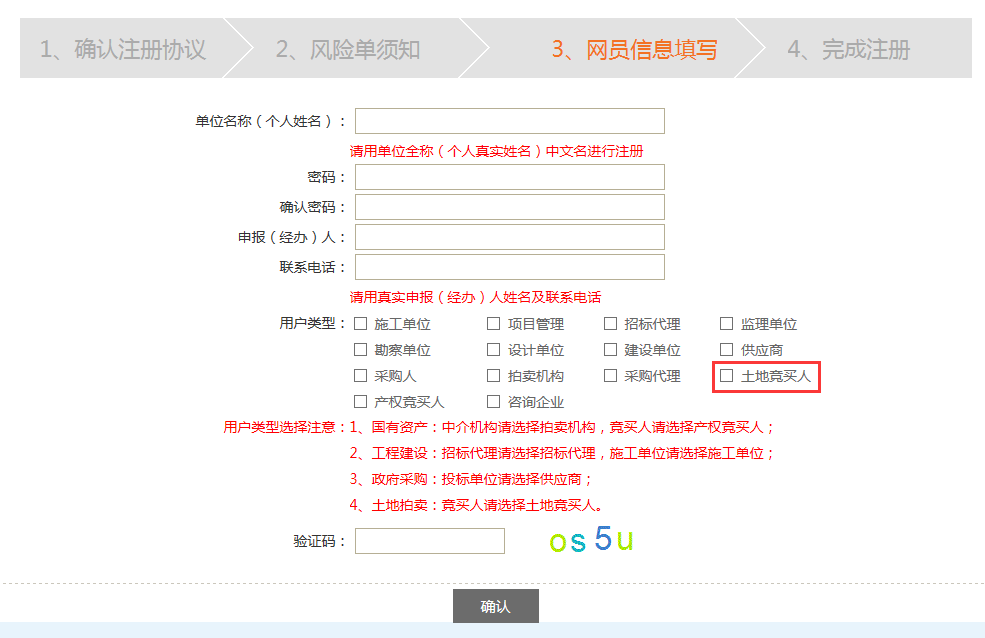 1、确认注册协议 2、风险单须知 3、网员信息填写 4、完成注册
单位名称（个人姓名）：
请用单位全称（个人真实姓名）中文名进行注册
密码：
确认密码：
申报（经办）人：
联系电话：
请用真实申报（经办）人姓名及联系电话
用户类型： 施工单位 项目管理 招标代理 监理单位
勘察单位 设计单位 建设单位 供应商
采购人 拍卖机构 采购代理 土地竞买人
产权竞买人 咨询企业
用户类型选择注意：1、国有资产：中介机构请选择拍卖机构，竞买人请选择产权竞买人；
2、工程建设：招标代理请选择招标代理，施工单位请选择施工单位；
3、政府采购：投标单位请选择供应商；
4、土地拍卖：竞买人请选择土地竞买人。
验证码： os5u
确认